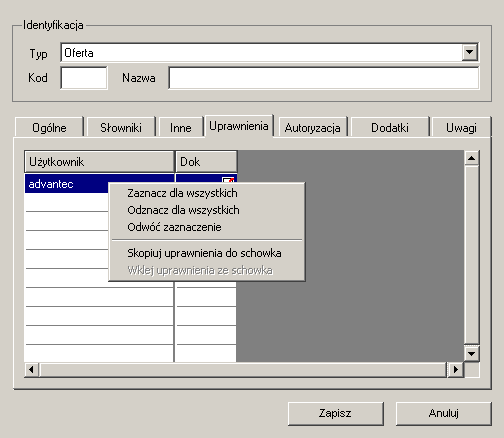 Identyfikacja
Typ Oferta
Kod Nazwa
Ogólne Słowniki Inne Uprawnienia Autoryzacja Dodatki Uwagi
Użytkownik Dok
advantec
Zaznacz dla wszystkich
Odznacz dla wszystkich
Odwóć zaznaczenie
Skopiuj uprawnienia do schowka
Wklej uprawnienia ze schowka
Zapisz Anuluj